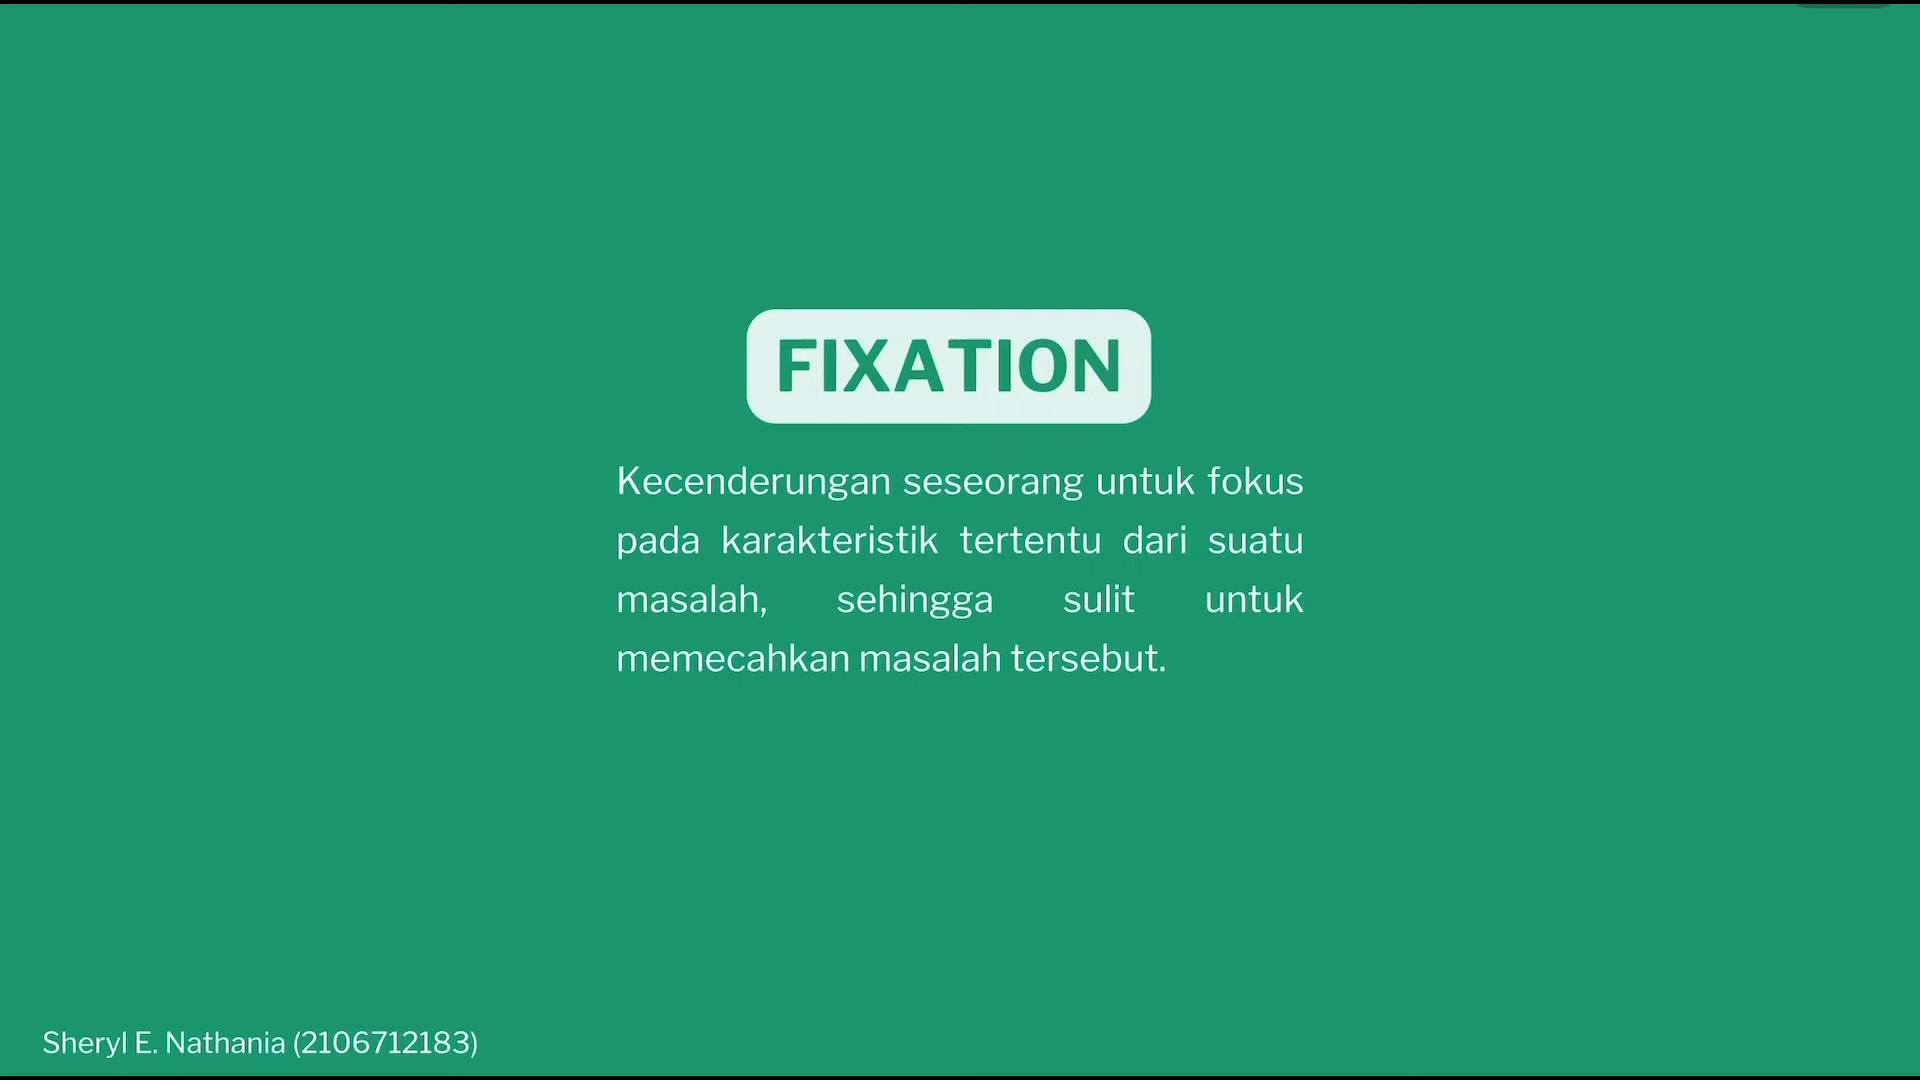 FIXATION
Kecenderungan seseorang untuk fokus
pada karakteristik tertentu dari suatu
masalah, sehingga sulit untuk
memecahkan masalah tersebut.
Sheryl E. Nathania (2106712183)